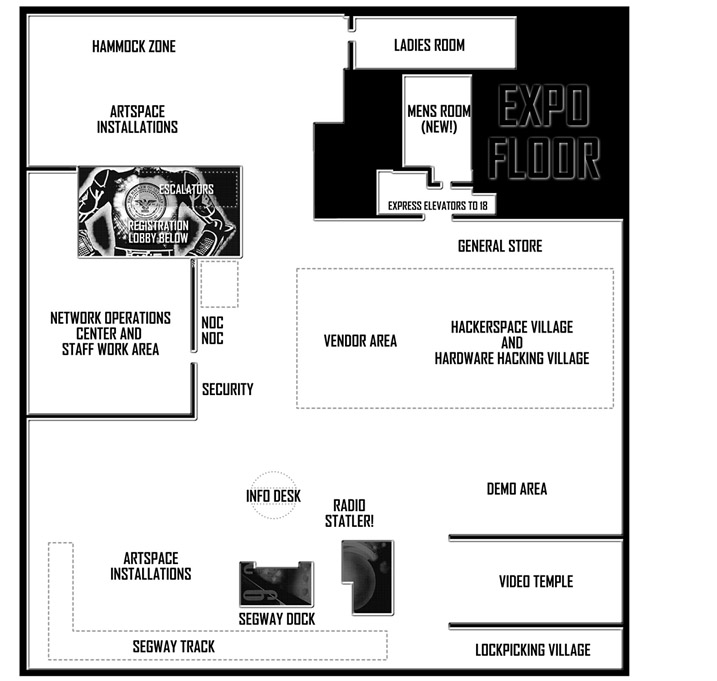 HAMMOCK ZONE
LADIES ROOM
EXPO
FLOOR
ARTSPACE
INSTALLATIONS
MENS ROOM
(NEW!)
ESCALATORS
REGISTRATION
LOBBY BELOW
EXPRESS ELEVATORS TO 18
GENERAL STORE
NETWORK OPERATIONS
CENTER AND
STAFF WORK AREA
NOC
NOC
VENDOR AREA
HACKERSPACE VILLAGE
AND
HARDWARE HACKING VILLAGE
SECURITY
INFO DESK
RADIO
STATLER!
DEMO AREA
ARTSPACE
INSTALLATIONS
VIDEO TEMPLE
SEGWAY DOCK
SEGWAY TRACK
LOCKPICKING VILLAGE